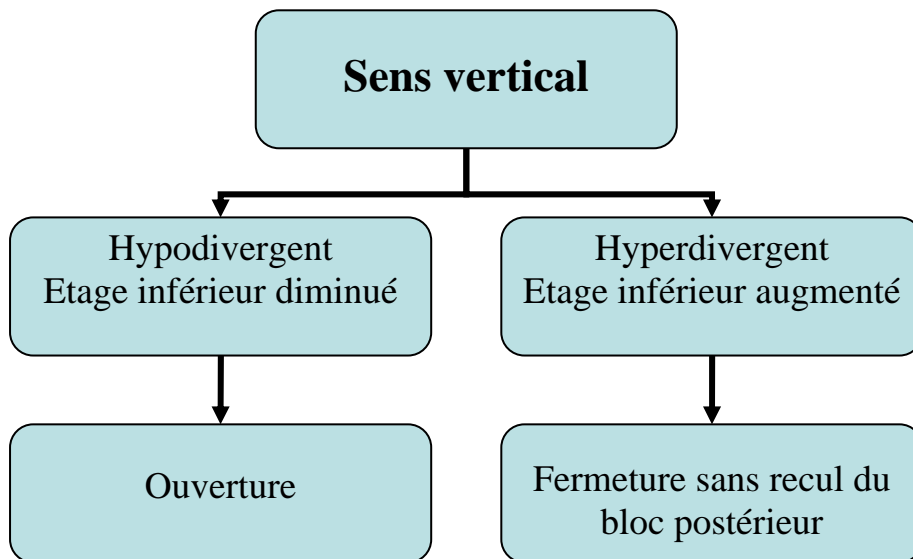 Sens vertical
Hypodivergent
Etage inférieur diminué
Hyperdivergent
Etage inférieur augmenté
Ouverture
Fermeture sans recul du
bloc postérieur